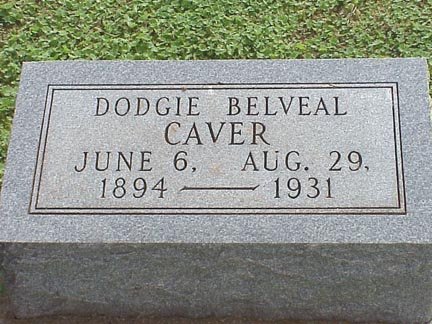 DODGIE BELVEAL
CAVER
JUNE 6, AUG. 29,
1894 — 1931